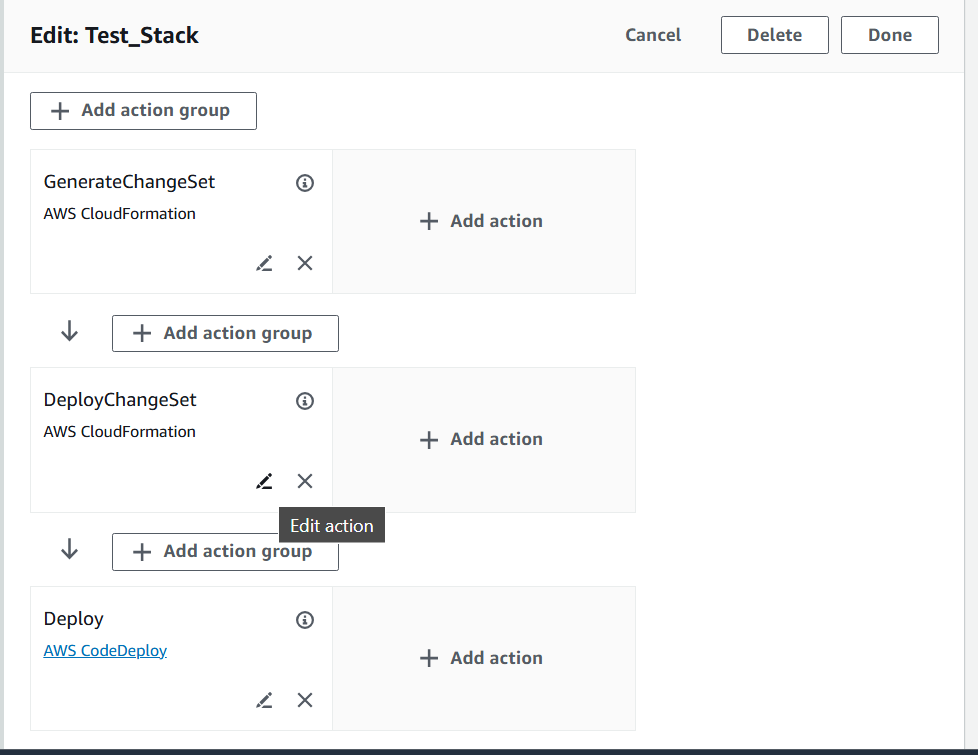 Edit: Test_Stack
Cancel
Delete
Done
Add action group
GenerateChangeSet
AWS CloudFormation
Add action
Add action group
DeployChangeSet
AWS CloudFormation
Add action
Edit action
Add action group
Deploy
AWS CodeDeploy
Add action